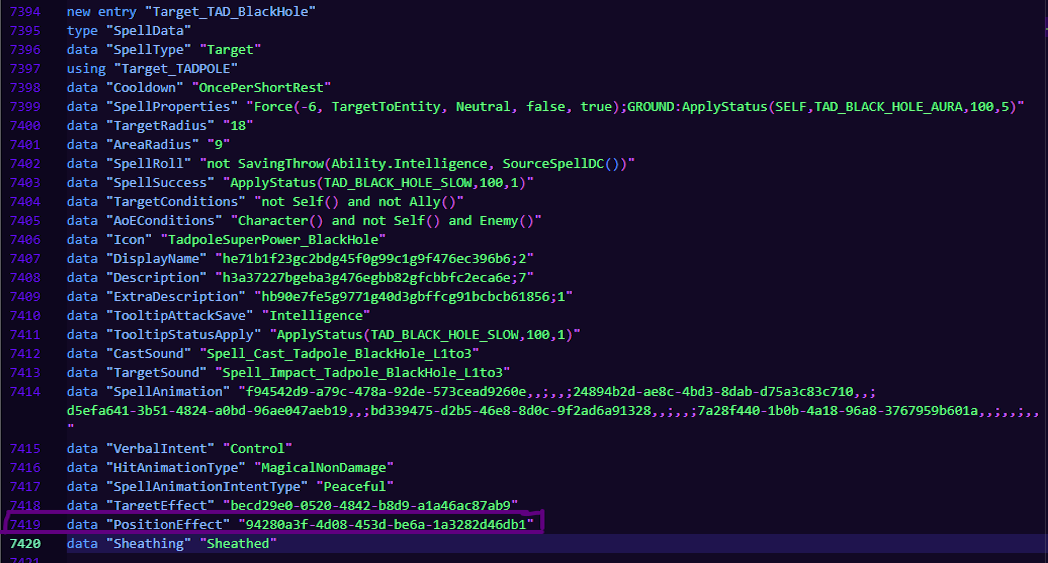 7394 new entry "Target_TAD_BlackHole"
7395 type "SpellData"
7396 data "SpellType" "Target"
7397 using "Target_TADPOLE"
7398 data "Cooldown" "OncePerShortRest"
7399 data "SpellProperties" "Force(-6, TargetToEntity, Neutral, false, true);GROUND:ApplyStatus(SELF,TAD_BLACK_HOLE_AURA,100,5)"
7400 data "TargetRadius" "18"
7401 data "AreaRadius" "9"
7402 data "SpellRoll" "not SavingThrow(Ability.Intelligence, SourceSpellDC())"
7403 data "SpellSuccess" "ApplyStatus(TAD_BLACK_HOLE_SLOW,100,1)"
7404 data "TargetConditions" "not Self() and not Ally()"
7405 data "AoEConditions" "Character() and not Self() and Enemy()"
7406 data "Icon" "TadpoleSuperPower_BlackHole"
7407 data "DisplayName" "he71b1f23gc2bdg45f0g99c1g9f476ec396b6;2"
7408 data "Description" "h3a37227bgeba3g476egbb82gfcbbfc2eca6e;7"
7409 data "ExtraDescription" "hb90e7fe5g9771g40d3gbffcg91bcbcb61856;1"
7410 data "TooltipAttackSave" "Intelligence"
7411 data "TooltipStatusApply" "ApplyStatus(TAD_BLACK_HOLE_SLOW,100,1)"
7412 data "CastSound" "Spell_Cast_Tadpole_BlackHole_L1to3"
7413 data "TargetSound" "Spell_Impact_Tadpole_BlackHole_L1to3"
7414 data "SpellAnimation" "f94542d9-a79c-478a-92de-573cead9260e,,;,,;24894b2d-ae8c-4bd3-8dab-d75a3c83c710,,;
d5efa641-3b51-4824-a0bd-96ae047aeb19,,;bd339475-d2b5-46e8-8d0c-9f2ad6a91328,,;,,;7a28f440-1b0b-4a18-96a8-3767959b601a,,;,,;,,
"
7415 data "VerbalIntent" "Control"
7416 data "HitAnimationType" "MagicalNonDamage"
7417 data "SpellAnimationIntentType" "Peaceful"
7418 data "TargetEffect" "becd29e0-0520-4842-b8d9-a1a46ac87ab9"
7419 data "PositionEffect" "94280a3f-4d08-453d-be6a-1a3282d46db1"
7420 data "Sheathing" "Sheathed"
7421